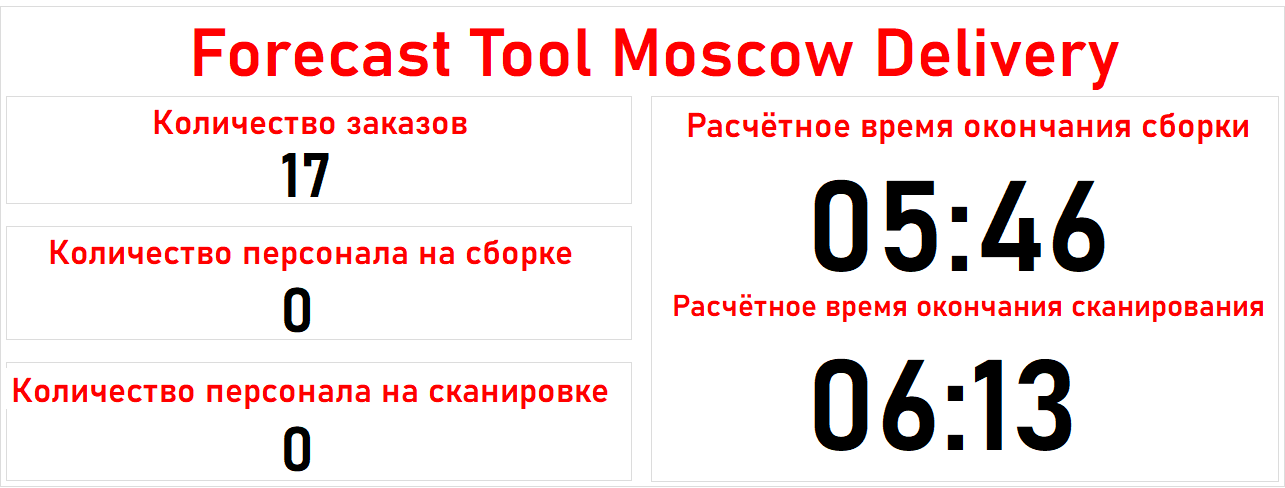 Forecast Tool Moscow Delivery
Количество заказов
17
Количество персонала на сборке
0
Количество персонала на сканировке
0
Расчётное время окончания сборки
05:46
Расчётное время окончания сканирования
06:13